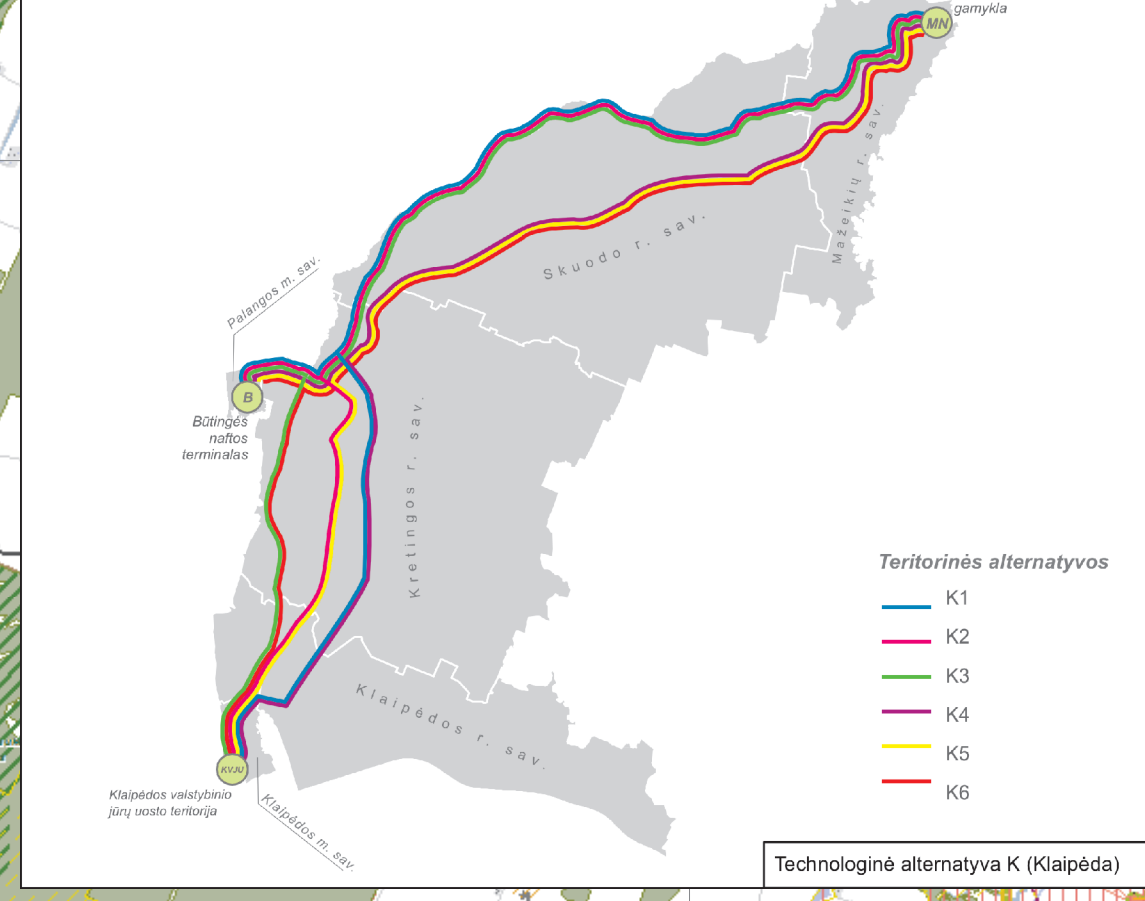 gamykla
MN
Mažeikių r. sav.
Skuodo r. sav.
Palangos m. sav.
B
Būtingės
naftos
terminalas
Kretingos r. sav.
Teritorinės alternatyvos
K1
K2
K3
K4
K5
K6
Klaipėdos r. sav.
KVJU
Klaipėdos valstybinio
jūrų uosto teritorija
Klaipėdos m. sav.
Technologinė alternatyva K (Klaipėda)